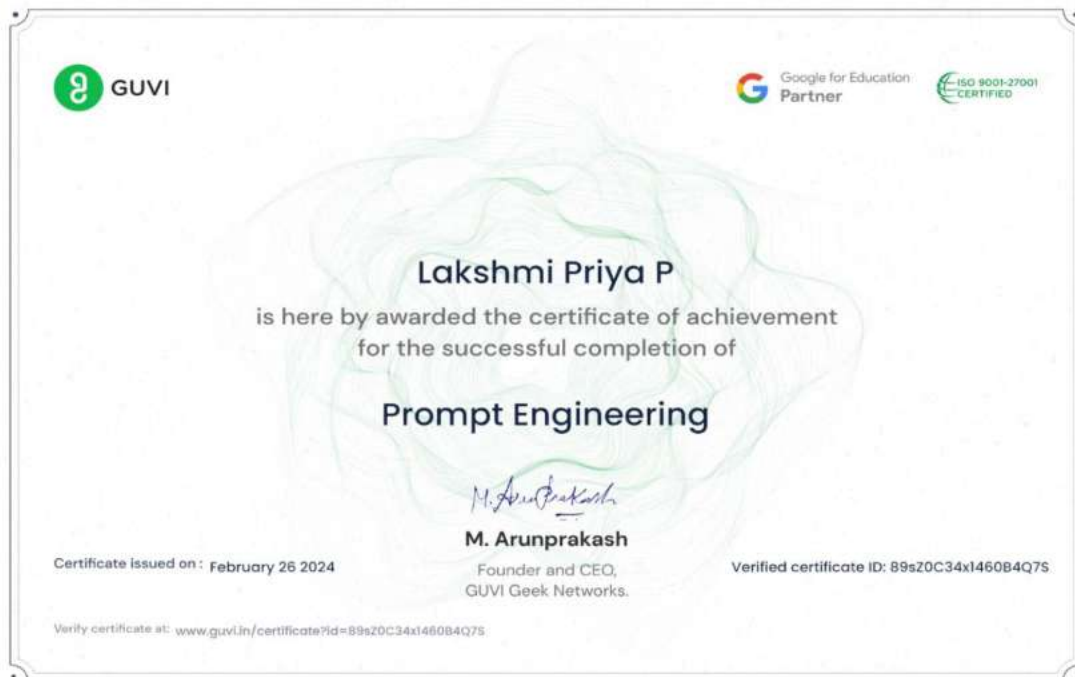 GUVI
Google for Education
Partner
ISO 9001-27001
CERTIFIED
Lakshmi Priya P
is here by awarded the certificate of achievement
for the successful completion of
Prompt Engineering
M. Arunprakash
M. Arunprakash
Founder and CEO,
GUVI Geek Networks.
Certificate issued on : February 26 2024
Verified certificate ID: 89sZ0C34x1460B4Q7S
Verify certificate at: www.guvi.in/certificate?id=89sZ0C34x1460B4Q7S